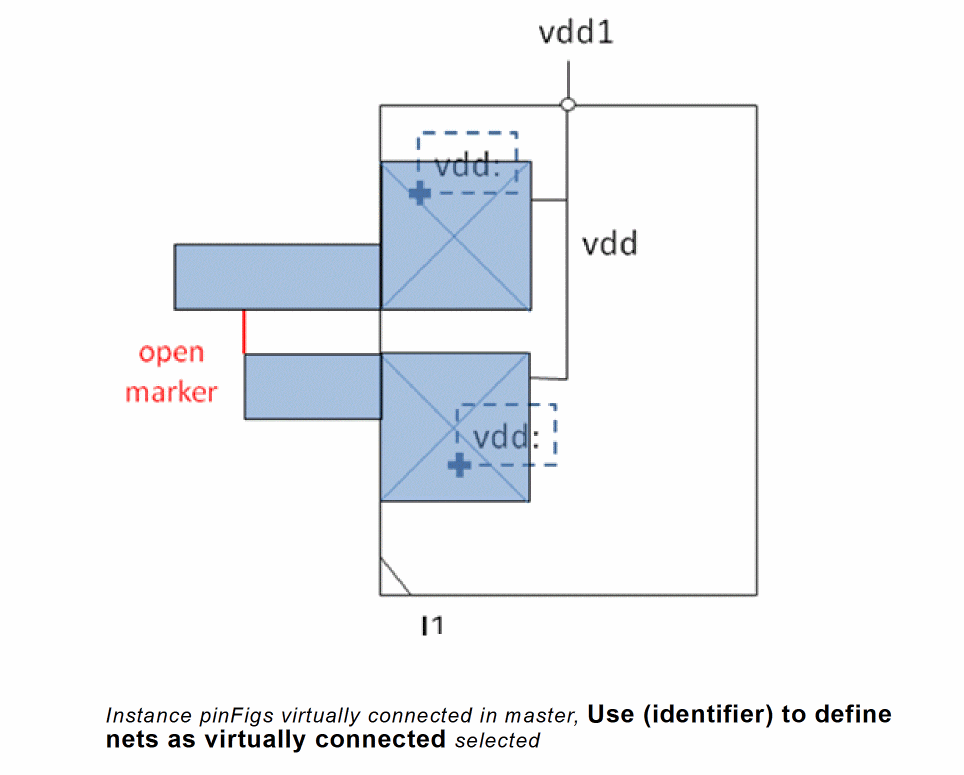 vdd1
vdd:
vdd
open
marker
vdd:
I1
Instance pinFigs virtually connected in master, Use (identifier) to define
nets as virtually connected selected